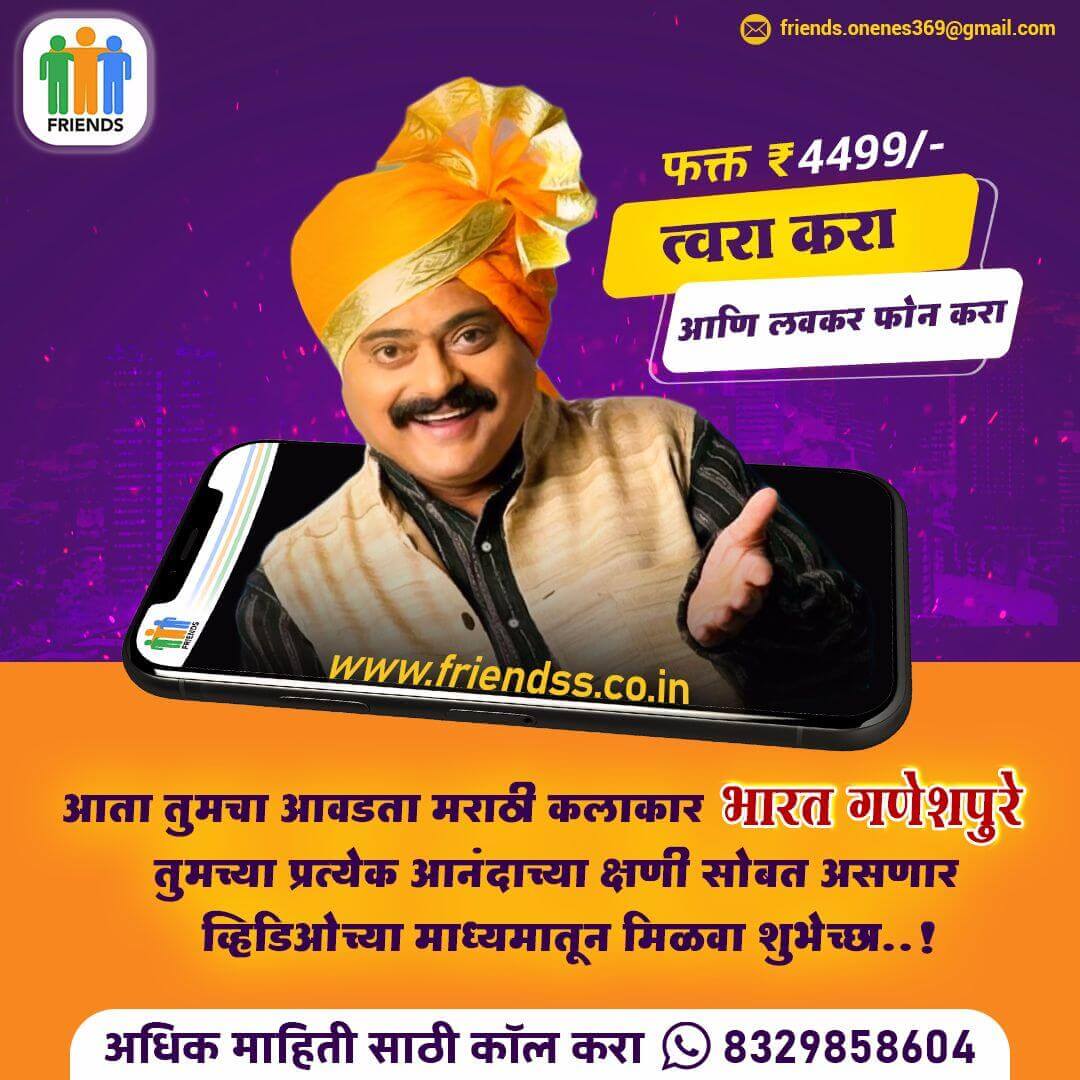 FRIENDS
friends.onenes369@gmail.com
फक्त ₹4499/-
त्वरा करा
आणि लवकर फोन करा
FRIENDS
www.friendss.co.in
आता तुमचा आवडता मराठी कलाकार भारत गणेशपुरे
तुमच्या प्रत्येक आनंदाच्या क्षणी सोबत असणार
व्हिडिओच्या माध्यमातून मिळवा शुभेच्छा..!
अधिक माहिती साठी कॉल करा 8329858604